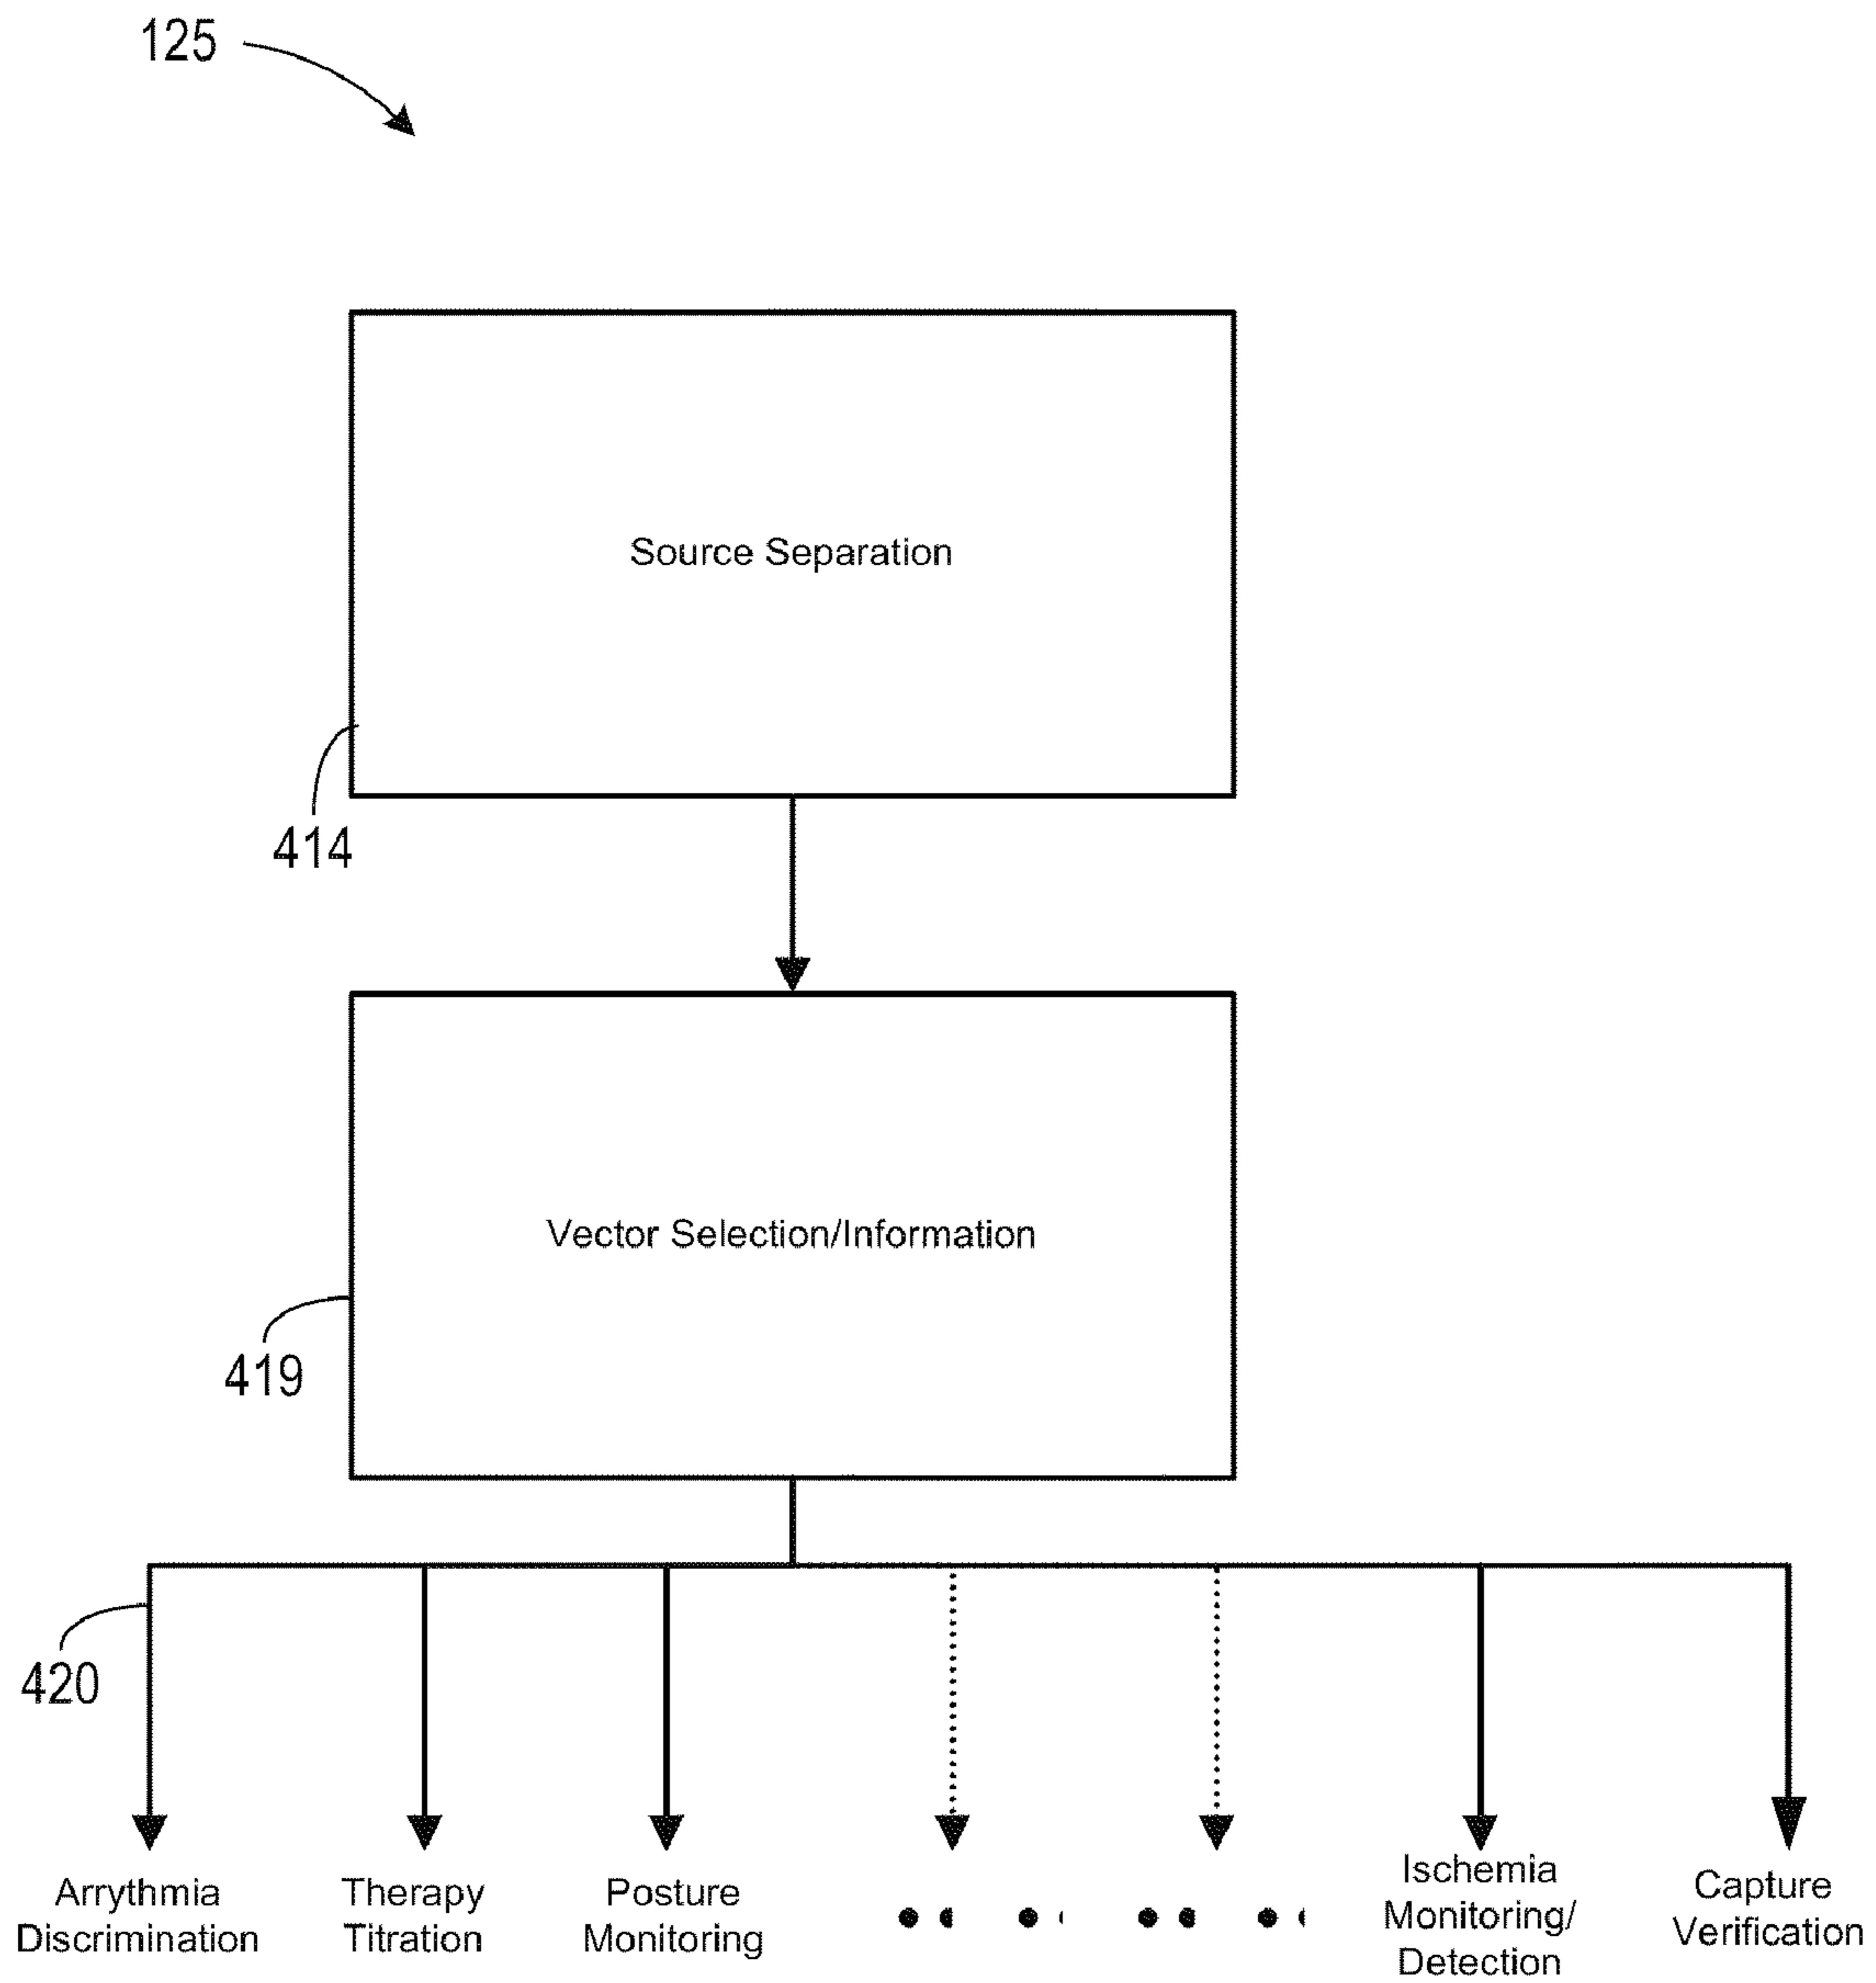 125
Source Separation
414
Vector Selection/Information
419
420
Arrythmia
Discrimination
Therapy
Titration
Posture
Monitoring
Ischemia
Monitoring/
Detection
Capture
Verification